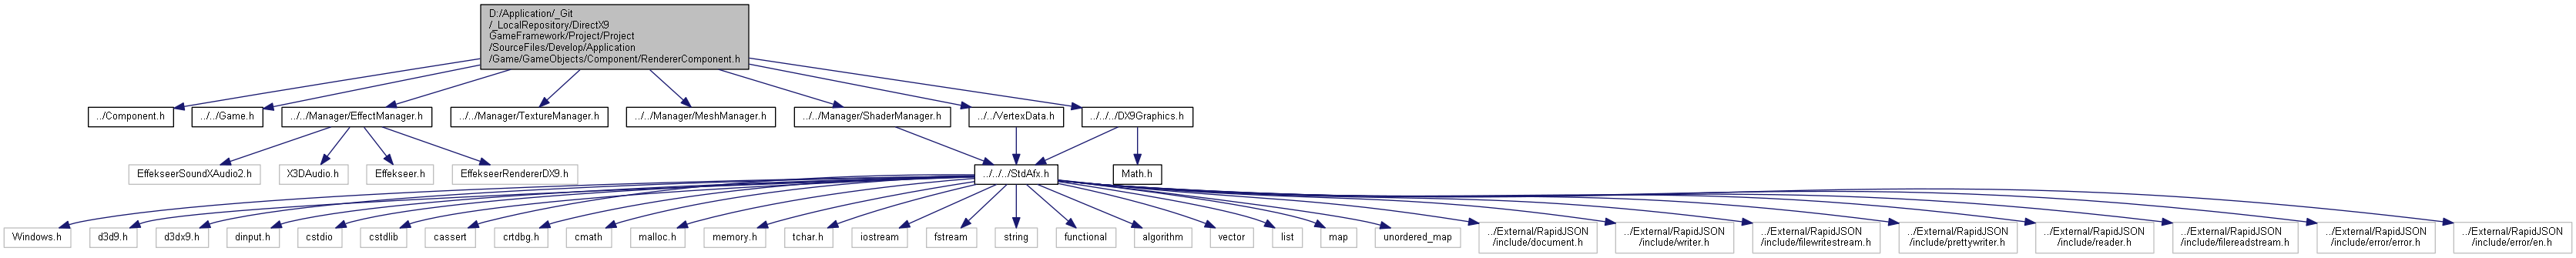 D:/Application/_Git
/_LocalRepository/DirectX9
GameFramework/Project/Project
/SourceFiles/Develop/Application
/Game/GameObjects/Component/RendererComponent.h
../Component.h
../../Game.h
../../Manager/EffectManager.h
../../Manager/TextureManager.h
../../Manager/MeshManager.h
../../Manager/ShaderManager.h
../../VertexData.h
../../../DX9Graphics.h
EffekseerSoundXAudio2.h
X3DAudio.h
Effekseer.h
EffekseerRendererDX9.h
../../../StdAfx.h
Math.h
Windows.h
d3d9.h
d3dx9.h
dinput.h
cstdio
cstdlib
cassert
crtdbg.h
cmath
malloc.h
memory.h
tchar.h
iostream
fstream
string
functional
algorithm
vector
list
map
unordered_map
../External/RapidJSON
/include/document.h
../External/RapidJSON
/include/writer.h
../External/RapidJSON
/include/filewritestream.h
../External/RapidJSON
/include/prettywriter.h
../External/RapidJSON
/include/reader.h
../External/RapidJSON
/include/filereadstream.h
../External/RapidJSON
/include/error/error.h
../External/RapidJSON
/include/error/en.h